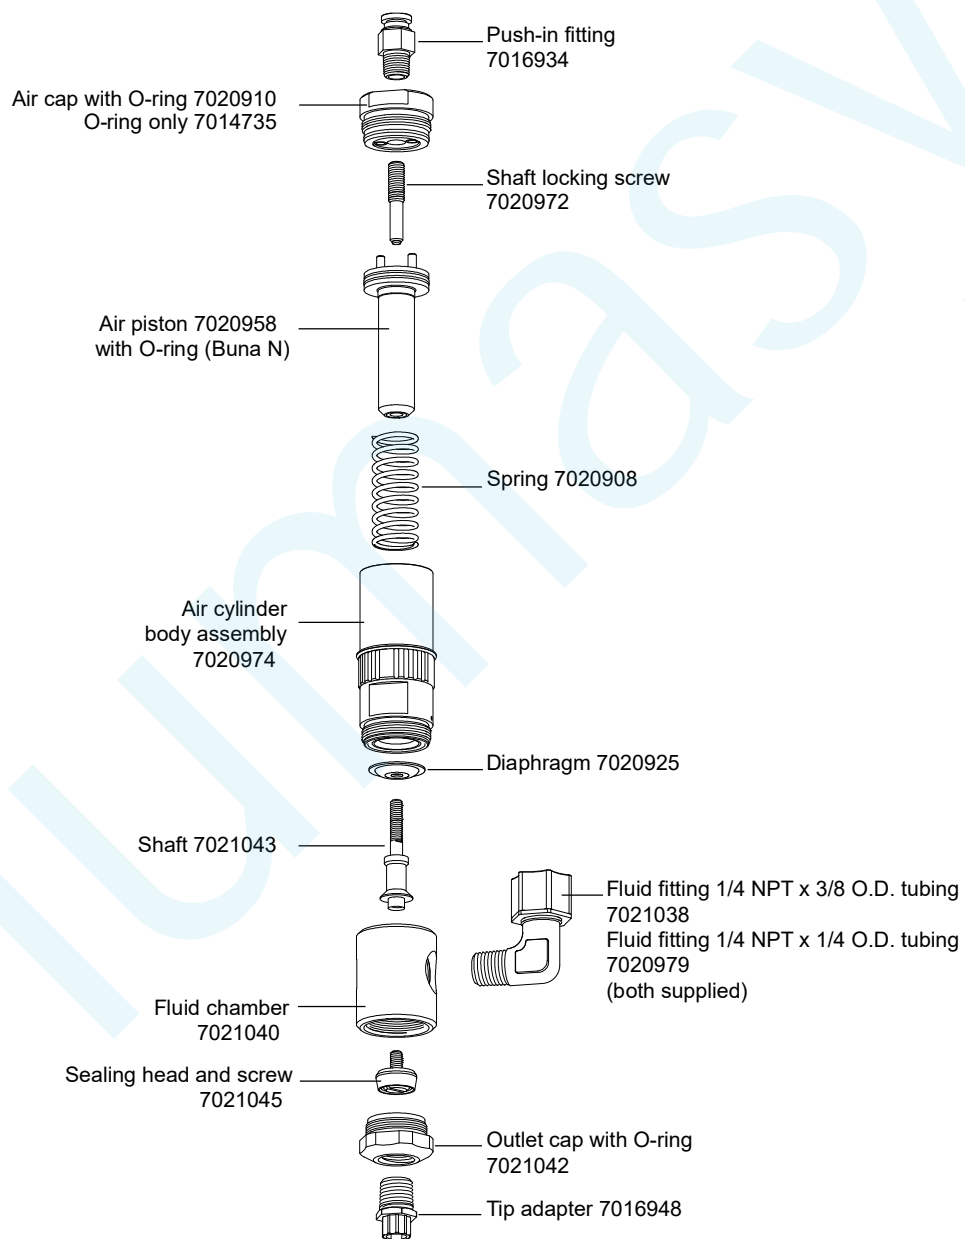 Push-in fitting
7016934
Air cap with O-ring 7020910
O-ring only 7014735
Shaft locking screw
7020972
Air piston 7020958
with O-ring (Buna N)
Spring 7020908
Air cylinder
body assembly
7020974
Diaphragm 7020925
Shaft 7021043
Fluid fitting 1/4 NPT x 3/8 O.D. tubing
7021038
Fluid fitting 1/4 NPT x 1/4 O.D. tubing
7020979
(both supplied)
Fluid chamber
7021040
Sealing head and screw
7021045
Outlet cap with O-ring
7021042
Tip adapter 7016948
umasy